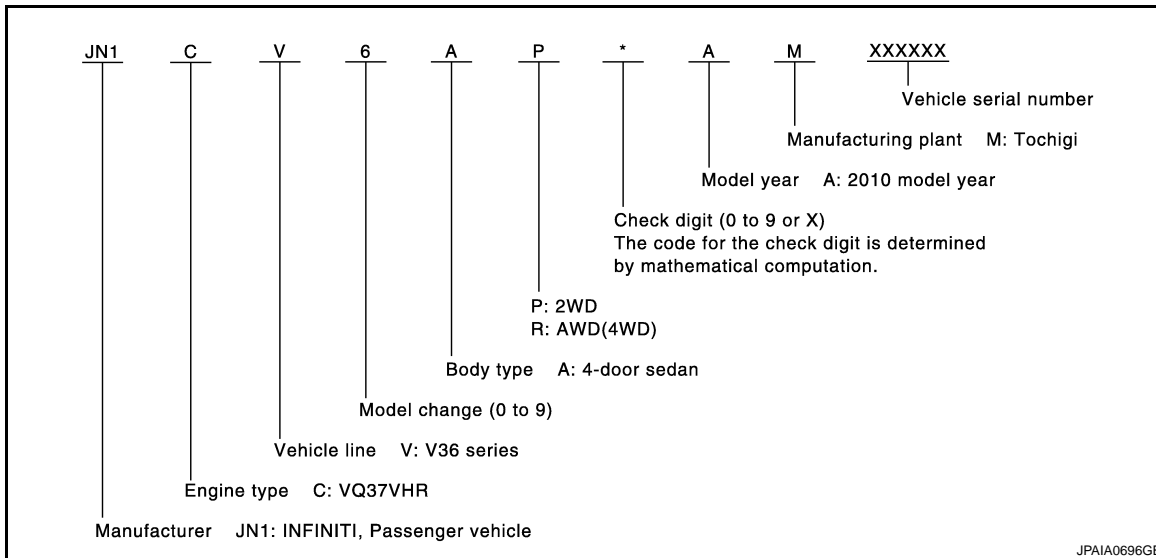 JN1 C V 6 A P * A M XXXXXX
Vehicle serial number
Manufacturing plant M: Tochigi
Model year A: 2010 model year
Check digit (0 to 9 or X)
The code for the check digit is determined
by mathematical computation.
P: 2WD
R: AWD(4WD)
Body type A: 4-door sedan
Model change (0 to 9)
Vehicle line V: V36 series
Engine type C: VQ37VHR
Manufacturer JN1: INFINITI, Passenger vehicle